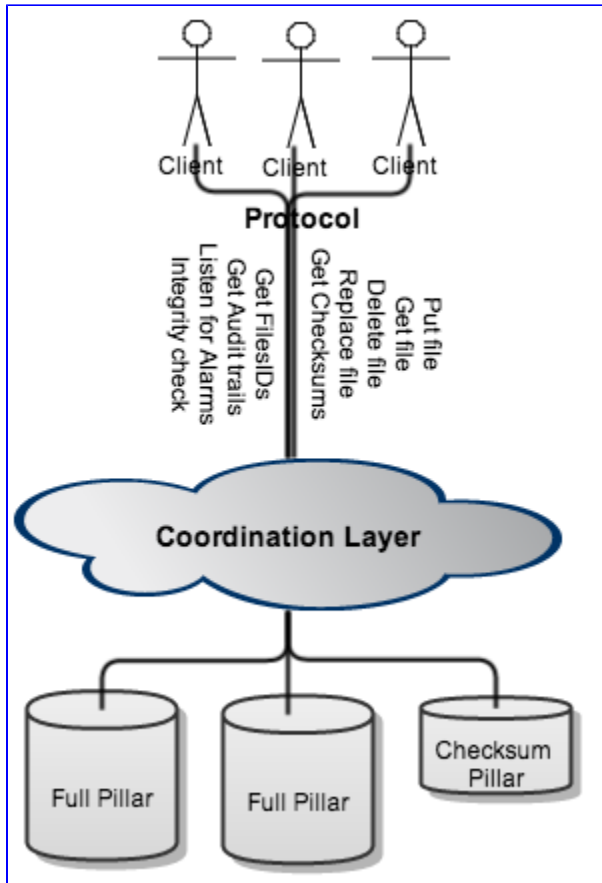 Client
Client
Client
Protocol
Put file
Get file
Delete file
Replace file
Get Checksums
Get FilesIDs
Get Audit trails
Listen for Alarms
Integrity check
Coordination Layer
Full Pillar
Full Pillar
Checksum
Pillar